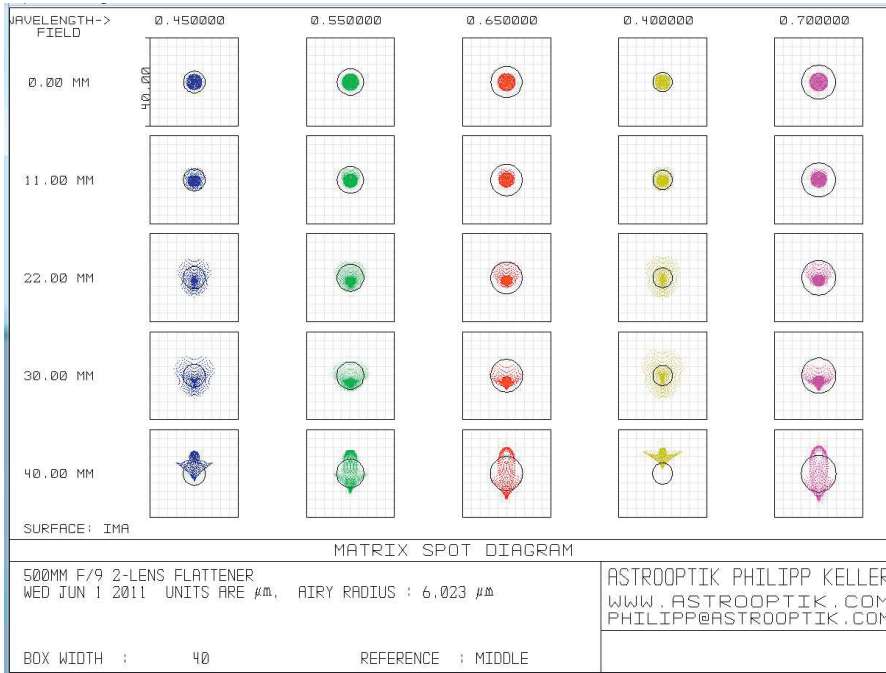 WAVELENGTH-> 0.450000 0.550000 0.650000 0.400000 0.700000
FIELD
0.00 MM
40.00
11.00 MM
22.00 MM
30.00 MM
40.00 MM
SURFACE: IMA
MATRIX SPOT DIAGRAM
500MM F/9 2-LENS FLATTENER
WED JUN 1 2011 UNITS ARE µm. AIRY RADIUS : 6.023 µm
BOX WIDTH : 40 REFERENCE : MIDDLE
ASTROOPTIK PHILIPP KELLER
WWW.ASTROOPTIK.COM
PHILIPP@ASTROOPTIK.COM